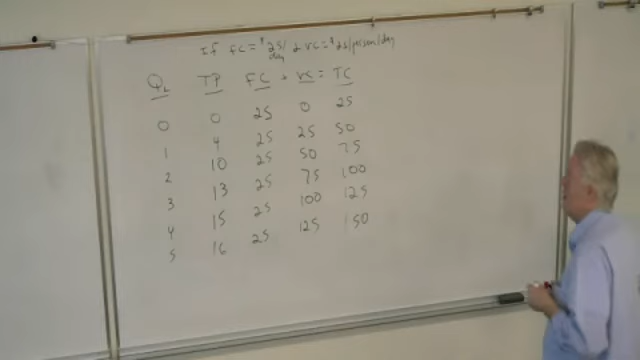 If FC = $25/day & VC = $25/person/day
QL TP FC + VC = TC
0 0 25 0 25
1 4 25 25 50
2 10 25 50 75
3 13 25 75 100
4 15 25 100 125
5 16 25 125 150